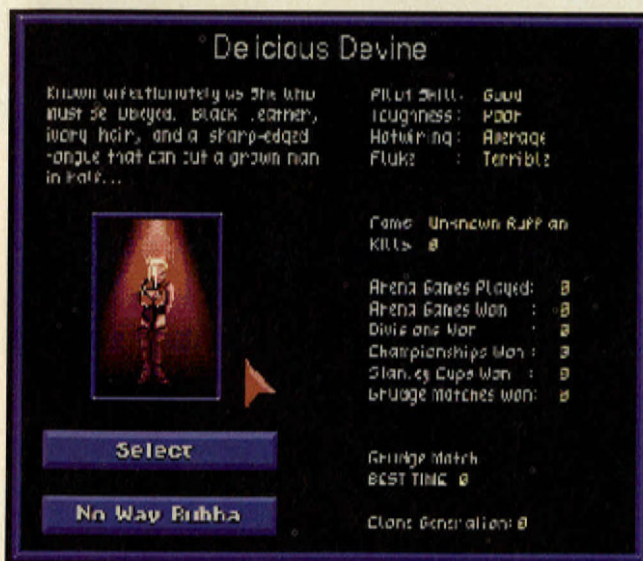 Delicious Devine
Known affectionately as She Who
must be Obeyed. Black leather,
ivory hair, and a sharp-edged
tongue that can cut a grown man
in half...
Pilot Skill: Good
Toughness: Poor
Hotwiring: Average
Fluke : Terrible
Fame: Unknown Ruffian
Kills: 0
Arena Games Played: 0
Arena Games Won : 0
Divisions Won : 0
Championships Won : 0
Stanley Cups Won : 0
Grudge Matches Won: 0
Grudge Match
BEST TIME: 0
Clone Generation: 0
Select
No Way Bubba